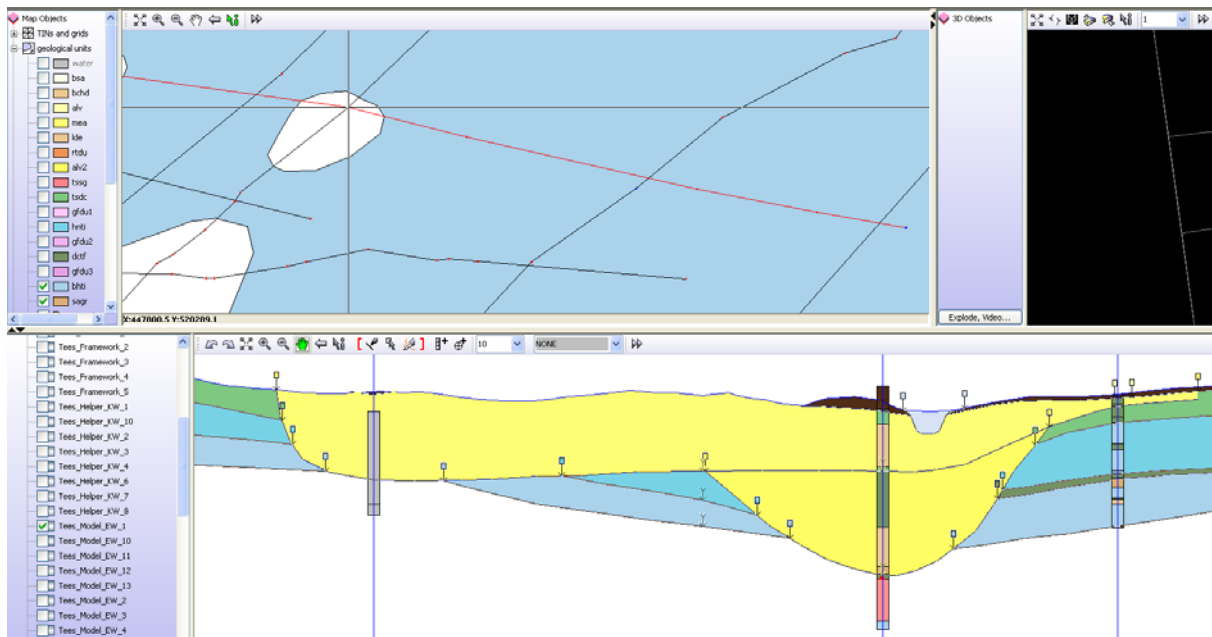 Map Objects
TINs and grids
geological units
water
bsa
bchd
alv
mea
lde
rtdu
alv2
tssg
tsdc
gfdu1
hnti
gfdu2
dctf
gfdu3
bhti
sagr
X:447800.5 Y:520209.1
3D Objects
1
Explode, Video...
Tees_Framework_2
Tees_Framework_3
Tees_Framework_4
Tees_Framework_5
Tees_Helper_KW_1
Tees_Helper_KW_10
Tees_Helper_KW_2
Tees_Helper_KW_3
Tees_Helper_KW_4
Tees_Helper_KW_6
Tees_Helper_KW_7
Tees_Helper_KW_8
Tees_Model_EW_1
Tees_Model_EW_10
Tees_Model_EW_11
Tees_Model_EW_12
Tees_Model_EW_13
Tees_Model_EW_2
Tees_Model_EW_3
Tees_Model_EW_4
10
NONE